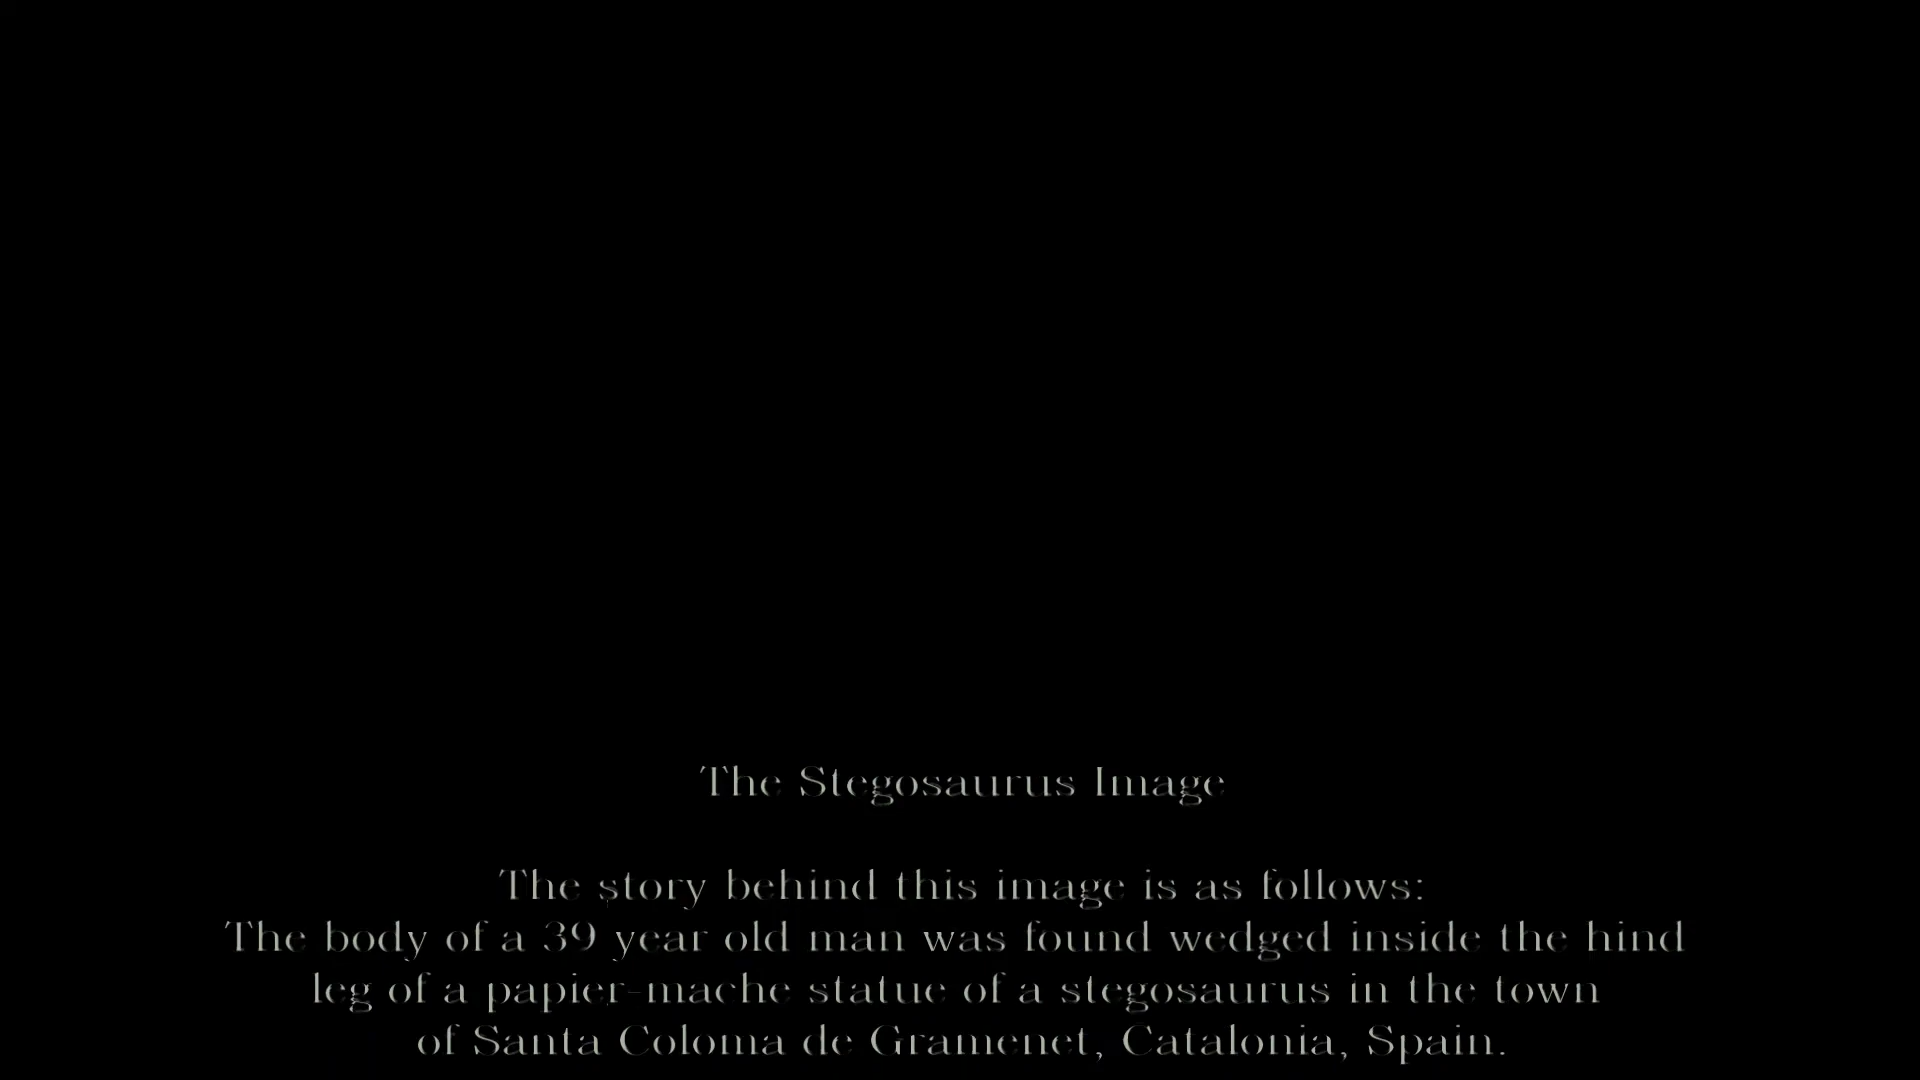 The Stegosaurus Image
The story behind this image is as follows:
The body of a 39 year old man was found wedged inside the hind
leg of a papier-mache statue of a stegosaurus in the town
of Santa Coloma de Gramenet, Catalonia, Spain.